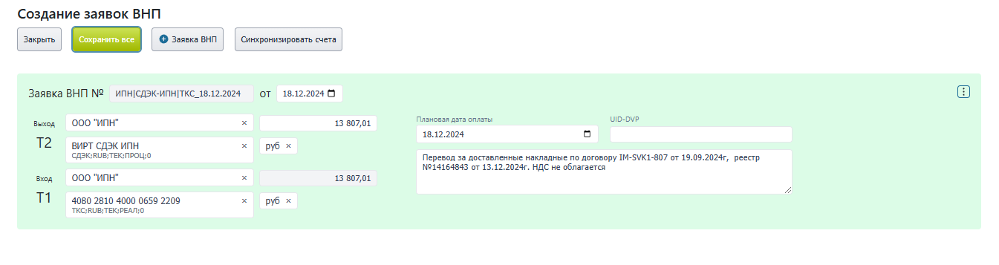 Создание заявок ВНП
Закрыть
Сохранить все
Заявка ВНП
Синхронизировать счета
Заявка ВНП № ИПН|СДЭК-ИПН|ТКС_18.12.2024 от 18.12.2024
Выход
Т2
ООО "ИПН" ×
13 807,01
ВИРТ СДЭК ИПН ×
СДЭК;RUB;ТЕК;ПРОЦ;0
руб ×
Вход
Т1
ООО "ИПН" ×
13 807,01
4080 2810 4000 0659 2209 ×
ТКС;RUB;ТЕК;РЕАЛ;0
руб ×
Плановая дата оплаты
18.12.2024
UID-DVP
Перевод за доставленные накладные по договору IM-SVK1-807 от 19.09.2024г, реестр
№14164843 от 13.12.2024г. НДС не облагается